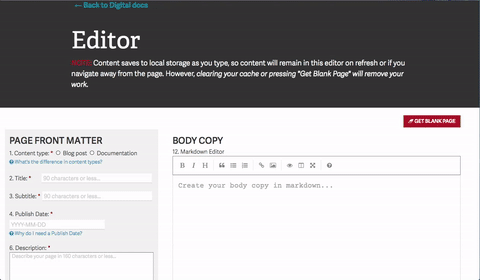 ← Back to Digital docs
Editor
NOTE: Content saves to local storage as you type, so content will remain in this editor on refresh or if you
navigate away from the page. However, clearing your cache or pressing "Get Blank Page" will remove your
work.
GET BLANK PAGE
PAGE FRONT MATTER
1. Content type: * Blog post Documentation
What's the difference in content types?
2. Title: * 50 characters or less...
3. Subtitle: * 90 characters or less...
4. Publish Date: *
YYYY-MM-DD
Why do I need a Publish Date?
6. Description: *
Describe your page in 160 characters or less...
BODY COPY
12. Markdown Editor
B I H
Create your body copy in markdown...